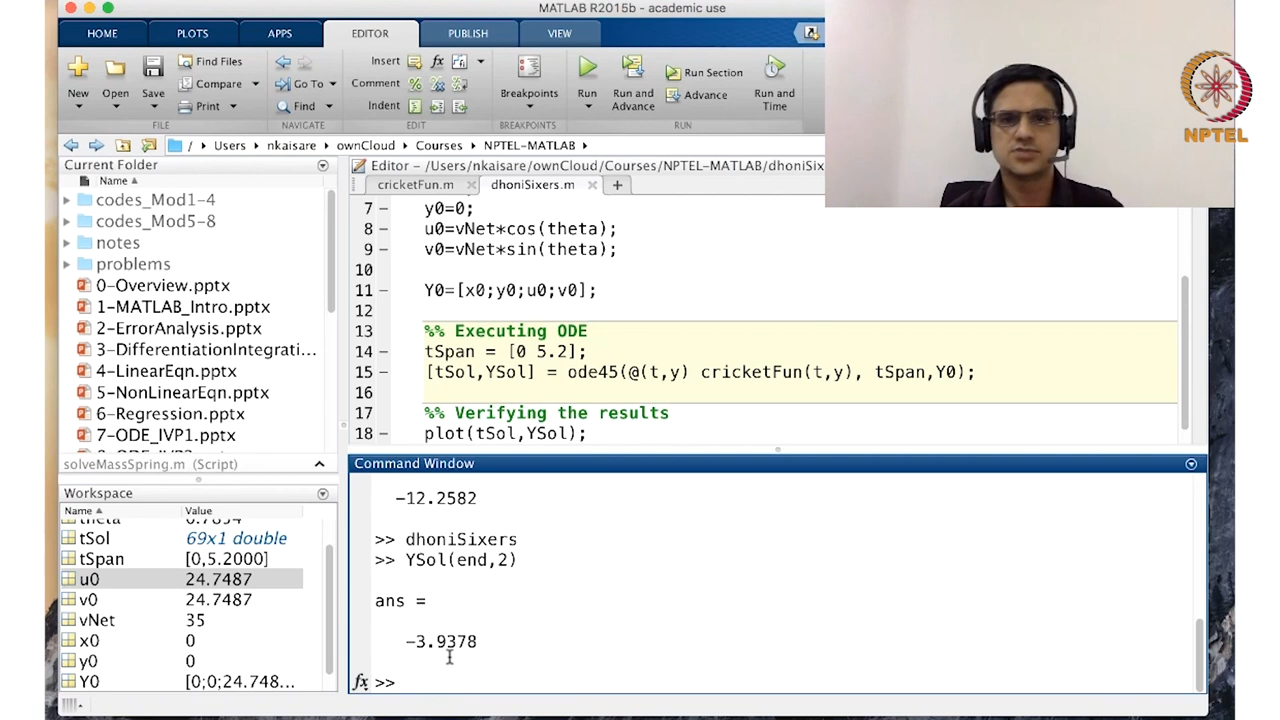 MATLAB R2015b - academic use
HOME PLOTS APPS EDITOR PUBLISH VIEW
New Open Save Find Files Compare Print Go To Find Insert Comment Indent fx Breakpoints Run Run and Advance Run Section Advance Run and Time
FILE NAVIGATE EDIT BREAKPOINTS RUN
NPTEL
/ Users nkaisare ownCloud Courses NPTEL-MATLAB
Current Folder
Name
codes_Mod1-4
codes_Mod5-8
notes
problems
0-Overview.pptx
1-MATLAB_Intro.pptx
2-ErrorAnalysis.pptx
3-DifferentiationIntegrati...
4-LinearEqn.pptx
5-NonLinearEqn.pptx
6-Regression.pptx
7-ODE_IVP1.pptx
solveMassSpring.m (Script)
Workspace
Name Value
theta 0.7854
tSol 69x1 double
tSpan [0,5.2000]
u0 24.7487
v0 24.7487
vNet 35
x0 0
y0 0
Y0 [0;0;24.748...
Editor - /Users/nkaisare/ownCloud/Courses/NPTEL-MATLAB/dhoniSix
cricketFun.m dhoniSixers.m
7 - y0=0;
8 - u0=vNet*cos(theta);
9 - v0=vNet*sin(theta);
10
11 - Y0=[x0;y0;u0;v0];
12
13 %% Executing ODE
14 - tSpan = [0 5.2];
15 - [tSol,YSol] = ode45(@(t,y) cricketFun(t,y), tSpan,Y0);
16
17 %% Verifying the results
18 - plot(tSol,YSol);
Command Window
-12.2582
>> dhoniSixers
>> YSol(end,2)
ans =
-3.9378
fx >>